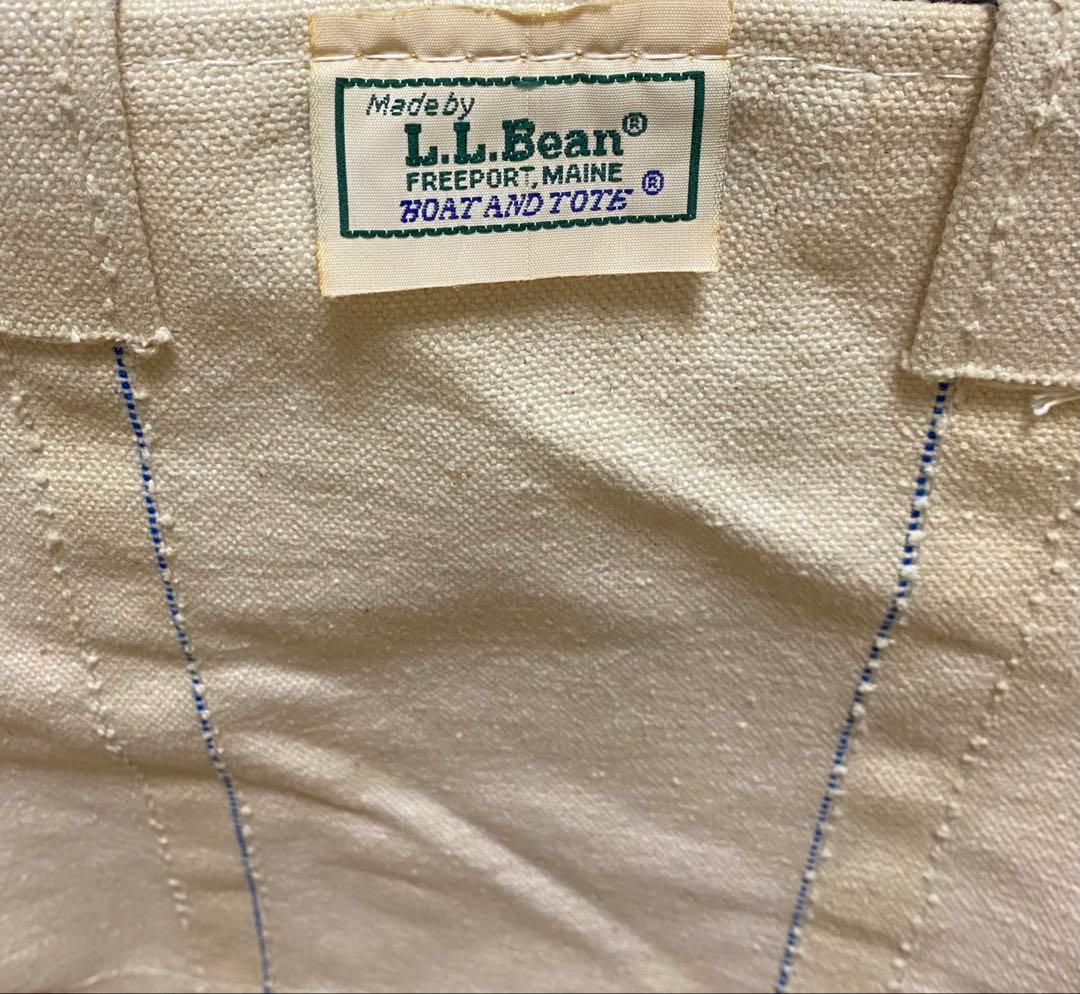 Made by
L.L.Bean®
FREEPORT, MAINE
BOAT AND TOTE ®